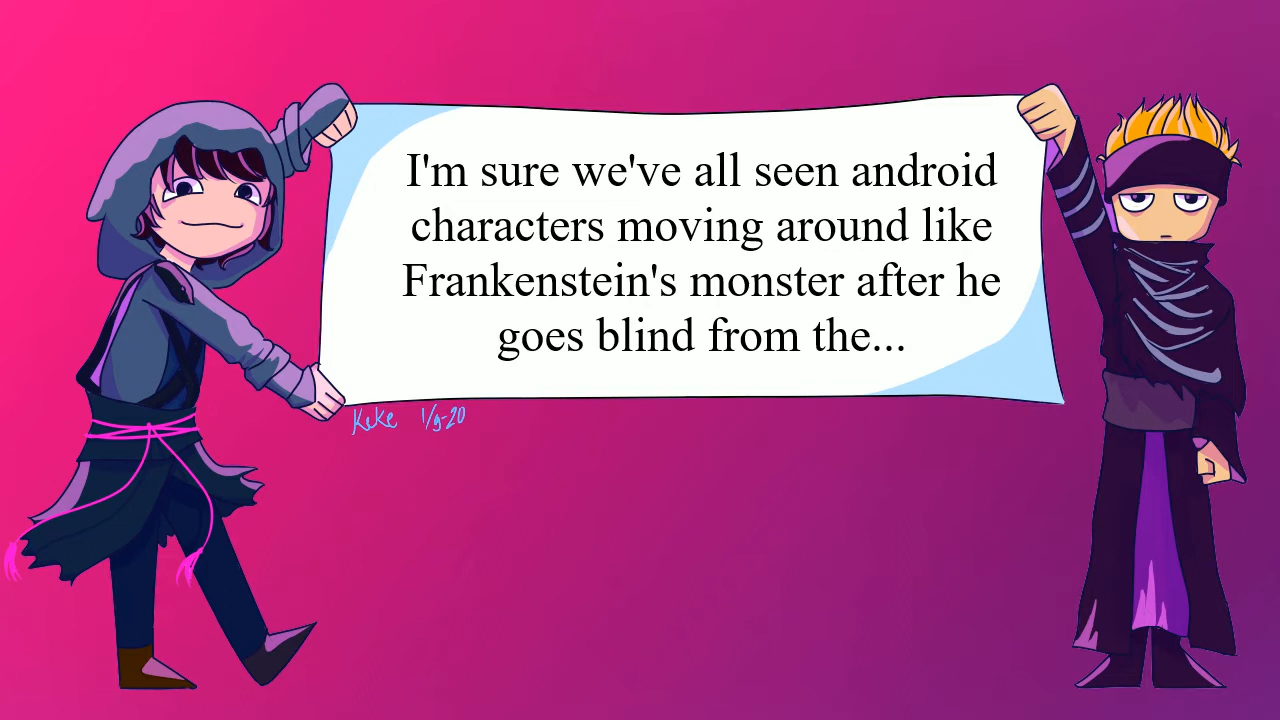 I'm sure we've all seen android
characters moving around like
Frankenstein's monster after he
goes blind from the...
KeKe 1/9-20